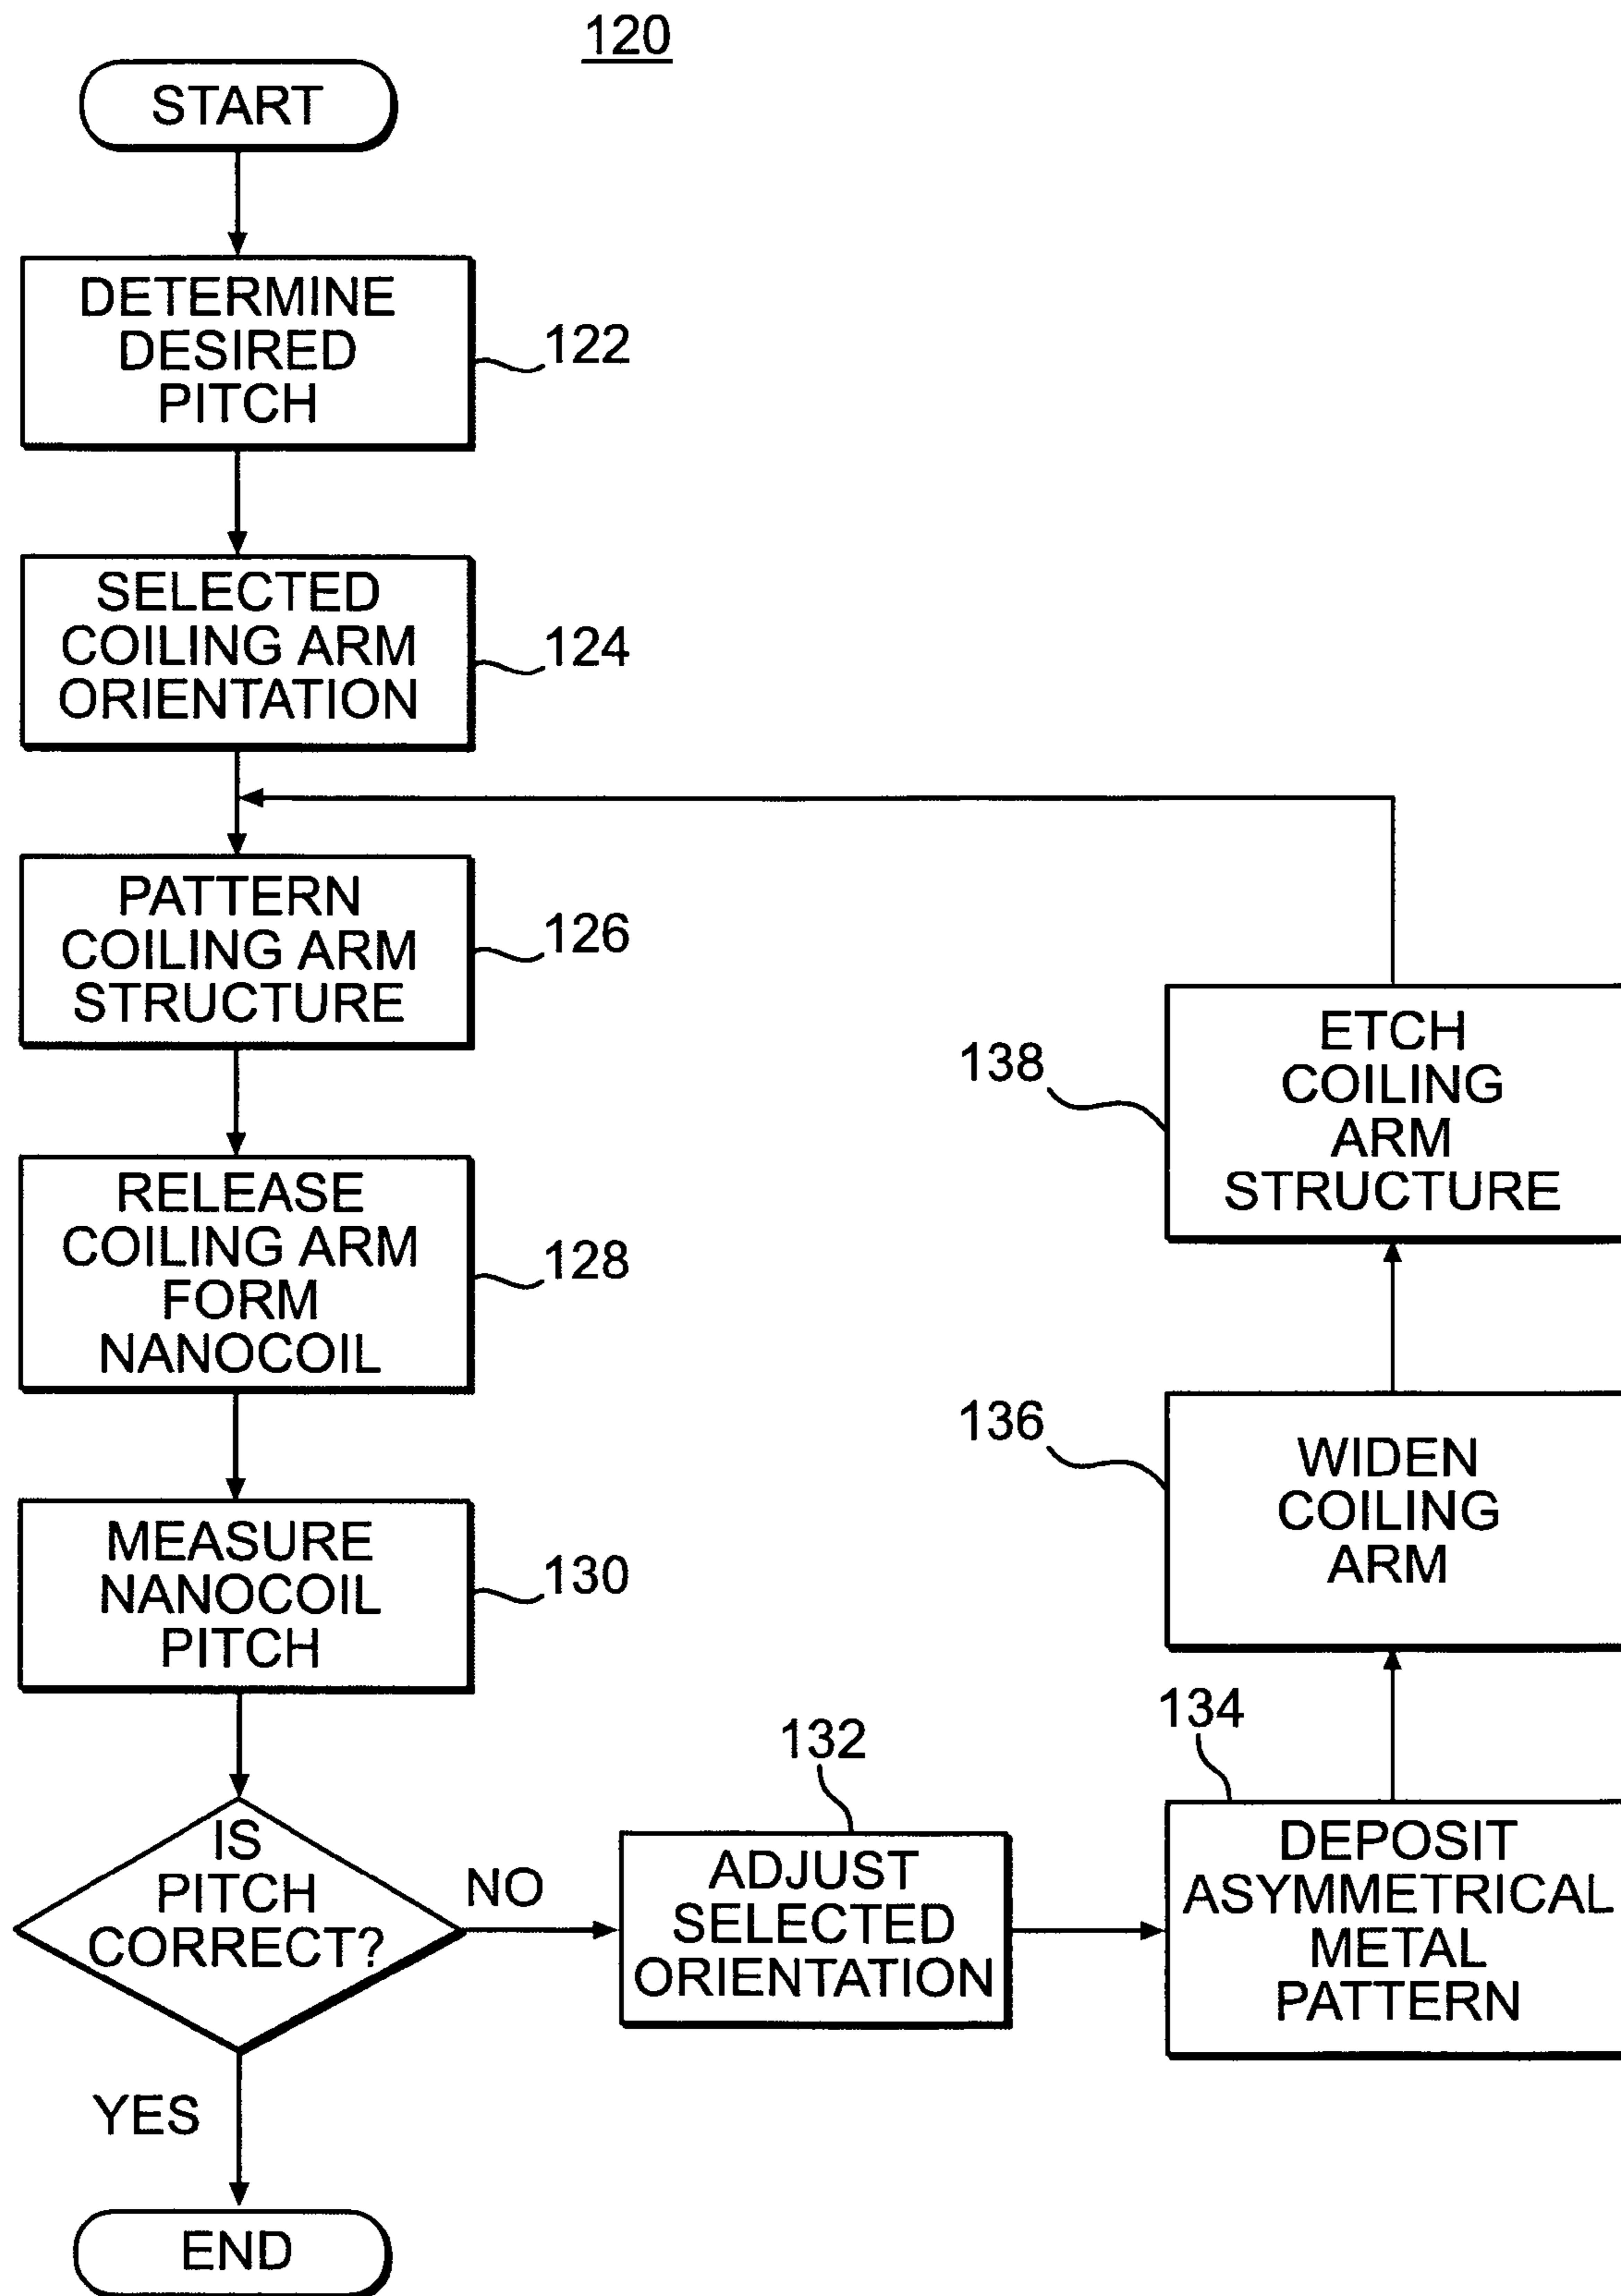 120
START
DETERMINE
DESIRED
PITCH
122
SELECTED
COILING ARM
ORIENTATION
124
PATTERN
COILING ARM
STRUCTURE
126
RELEASE
COILING ARM
FORM
NANOCOIL
128
MEASURE
NANOCOIL
PITCH
130
IS
PITCH
CORRECT?
NO
YES
END
132
ADJUST
SELECTED
ORIENTATION
134
DEPOSIT
ASYMMETRICAL
METAL
PATTERN
136
WIDEN
COILING
ARM
138
ETCH
COILING
ARM
STRUCTURE